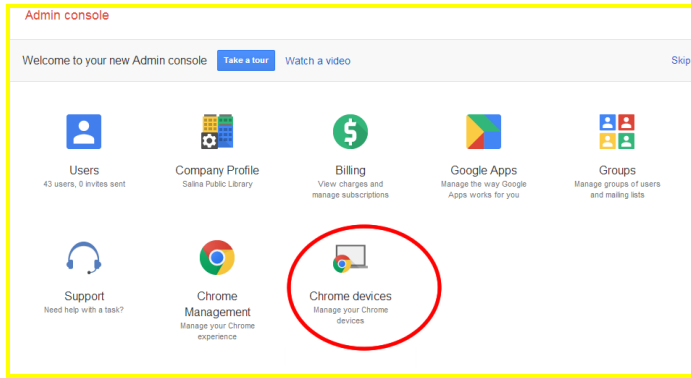 Admin console
Welcome to your new Admin console Take a tour Watch a video Skip
Users Company Profile Billing Google Apps Groups
43 users, 0 invites sent Salina Public Library View charges and manage subscriptions Manage the way Google Apps works for you Manage groups of users and mailing lists
Support Chrome Management Chrome devices
Need help with a task? Manage your Chrome experience Manage your Chrome devices